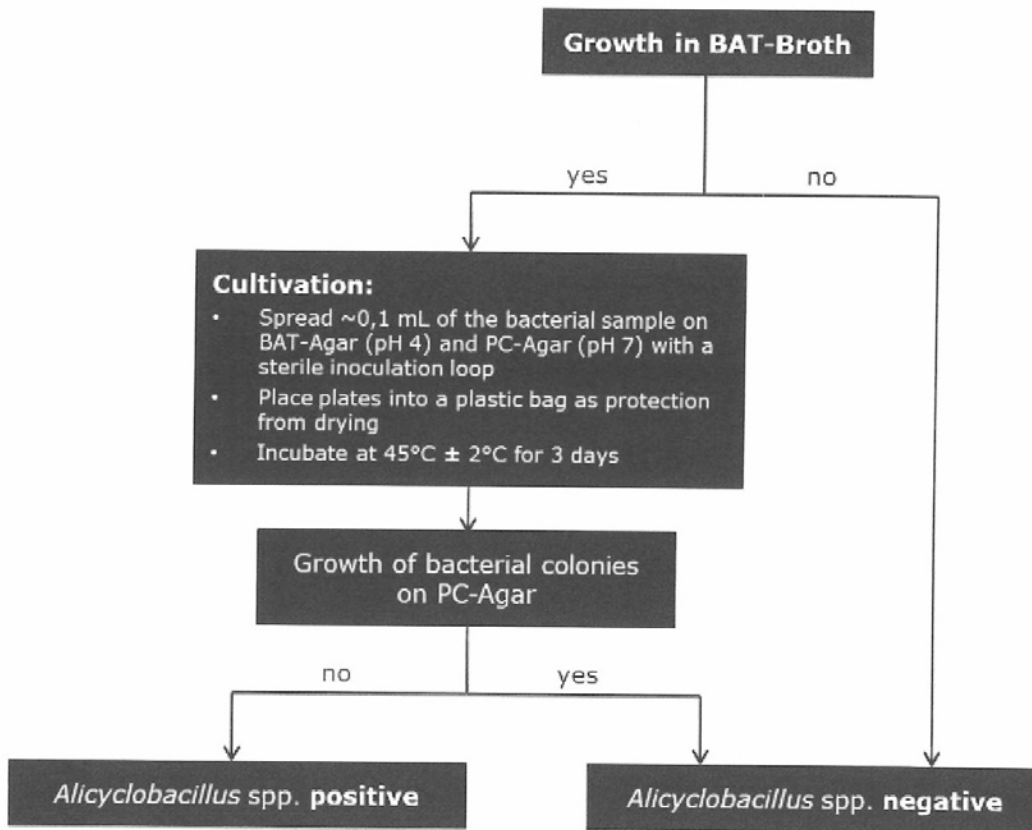 Growth in BAT-Broth
yes
no
Cultivation:
• Spread ~0,1 mL of the bacterial sample on
BAT-Agar (pH 4) and PC-Agar (pH 7) with a
sterile inoculation loop
• Place plates into a plastic bag as protection
from drying
• Incubate at 45°C ± 2°C for 3 days
Growth of bacterial colonies
on PC-Agar
no
yes
Alicyclobacillus spp. positive
Alicyclobacillus spp. negative